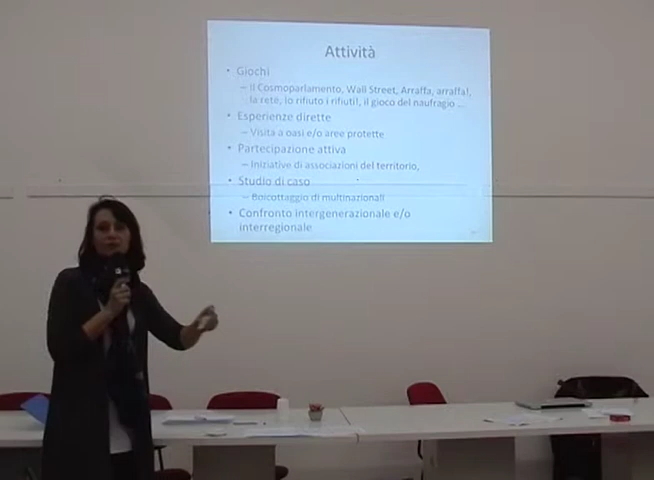 Attività
• Giochi
– Il Cosmoparlamento, Wall Street, Arraffa, arraffa!,
la rete, io rifiuto i rifiuti!, il gioco del naufragio ...
• Esperienze dirette
– Visita a oasi e/o aree protette
• Partecipazione attiva
– Iniziative di associazioni del territorio,
• Studio di caso
– Boicottaggio di multinazionali
• Confronto intergenerazionale e/o
interregionale